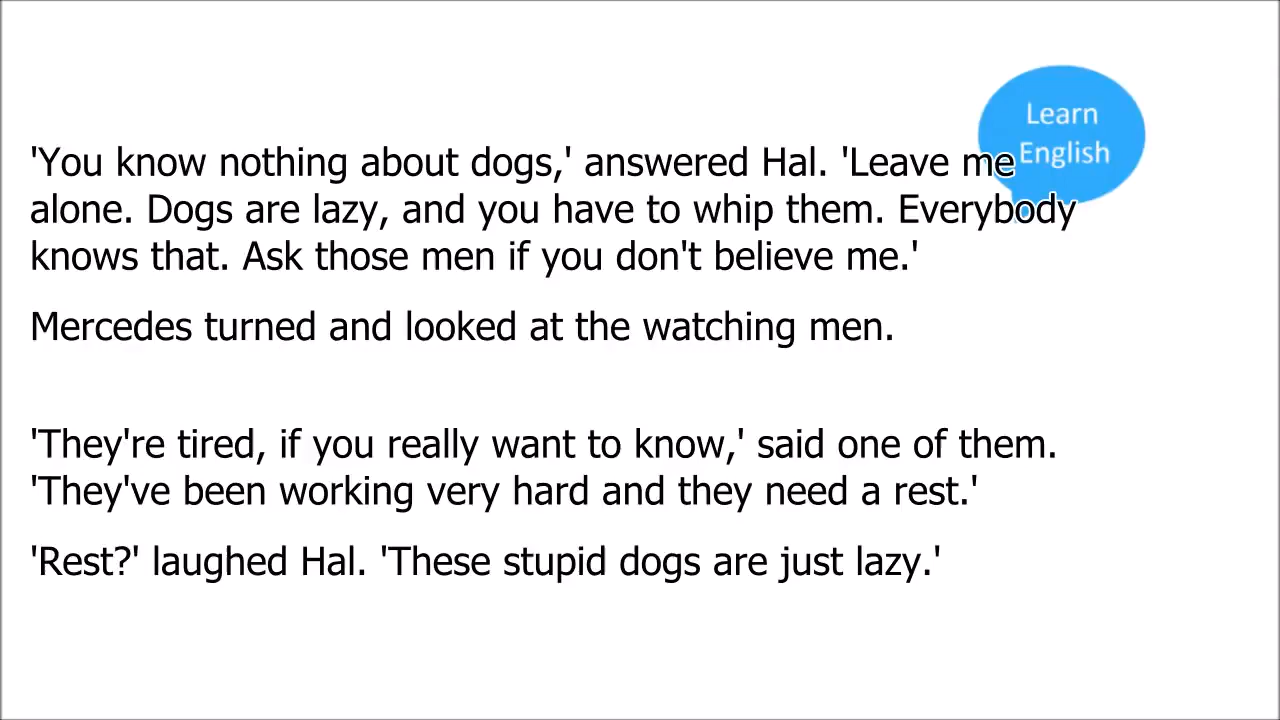 Learn
English
'You know nothing about dogs,' answered Hal. 'Leave me
alone. Dogs are lazy, and you have to whip them. Everybody
knows that. Ask those men if you don't believe me.'
Mercedes turned and looked at the watching men.
'They're tired, if you really want to know,' said one of them.
'They've been working very hard and they need a rest.'
'Rest?' laughed Hal. 'These stupid dogs are just lazy.'